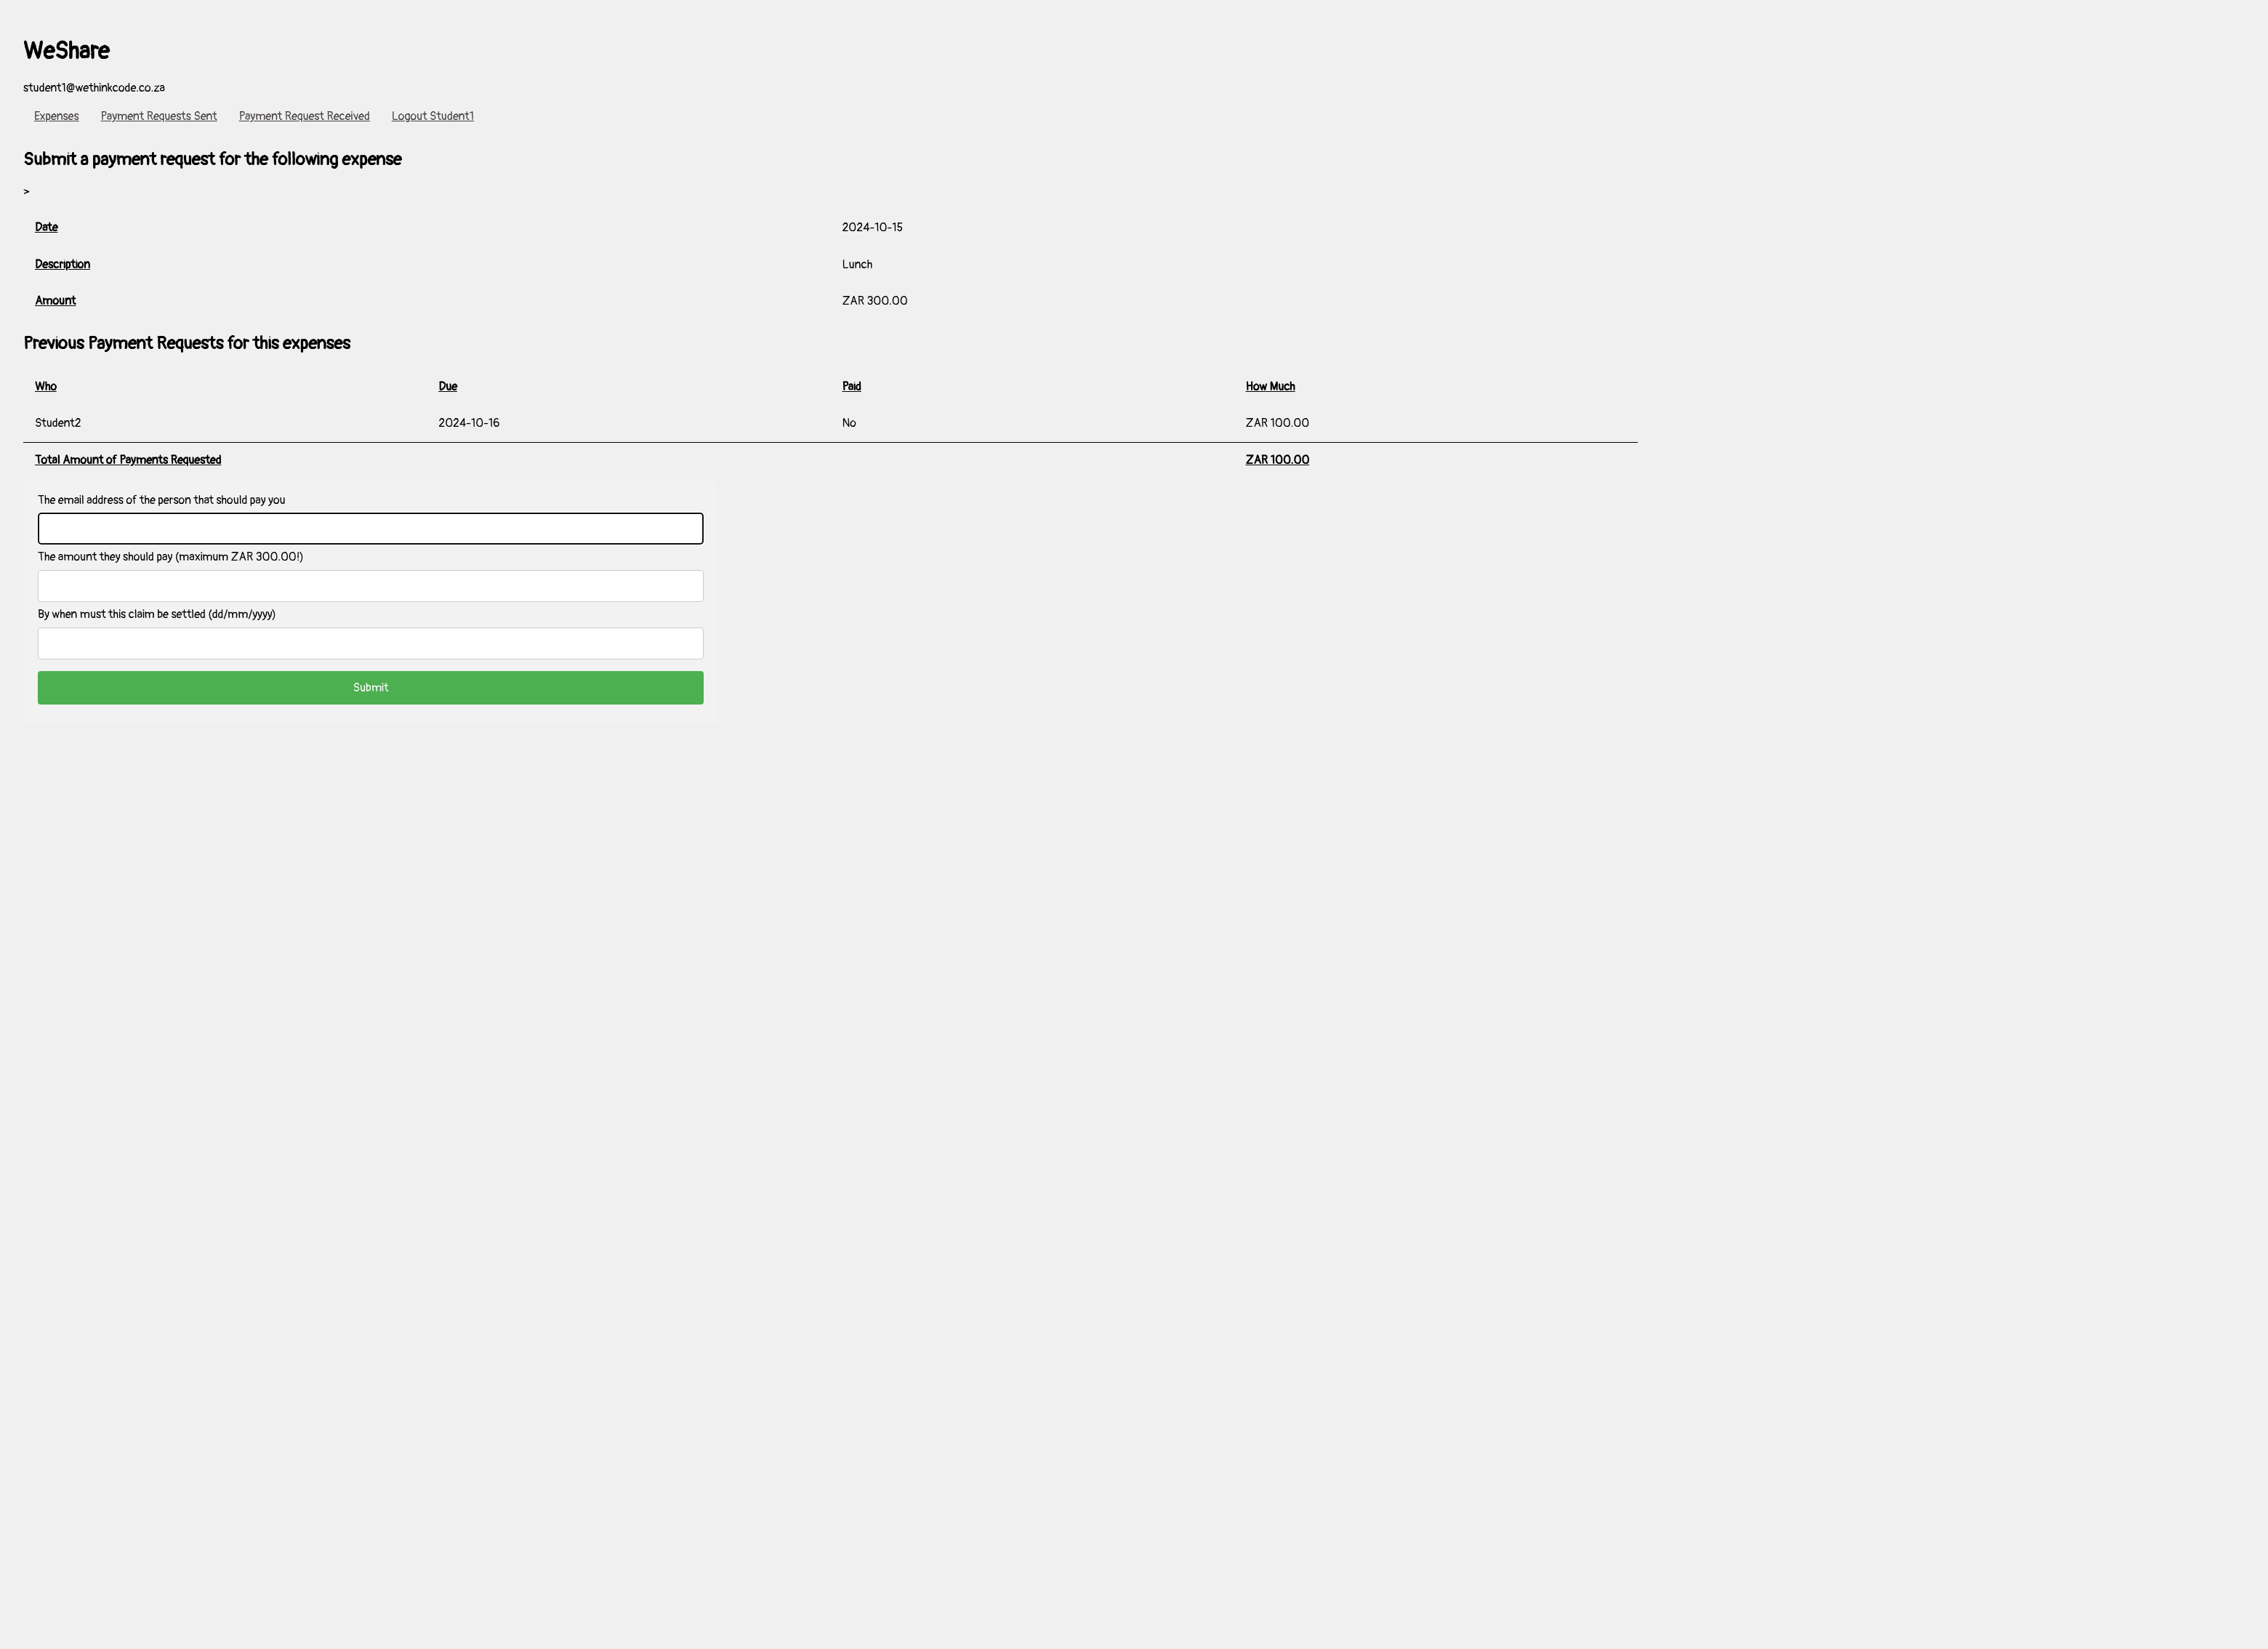 WeShare
student1@wethinkcode.co.za
Expenses Payment Requests Sent Payment Request Received Logout Student1
Submit a payment request for the following expense
>
Date 2024-10-15
Description Lunch
Amount ZAR 300.00
Previous Payment Requests for this expenses
Who Due Paid How Much
Student2 2024-10-16 No ZAR 100.00
Total Amount of Payments Requested ZAR 100.00
The email address of the person that should pay you
The amount they should pay (maximum ZAR 300.00!)
By when must this claim be settled (dd/mm/yyyy)
Submit